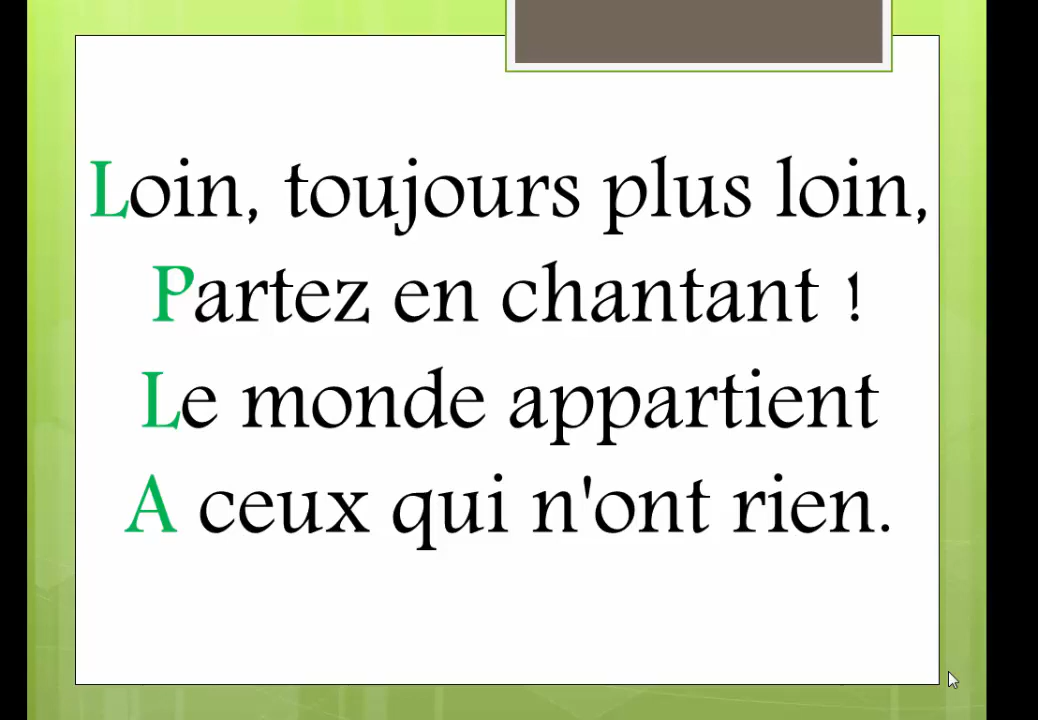 Loin, toujours plus loin,
Partez en chantant !
Le monde appartient
A ceux qui n'ont rien.